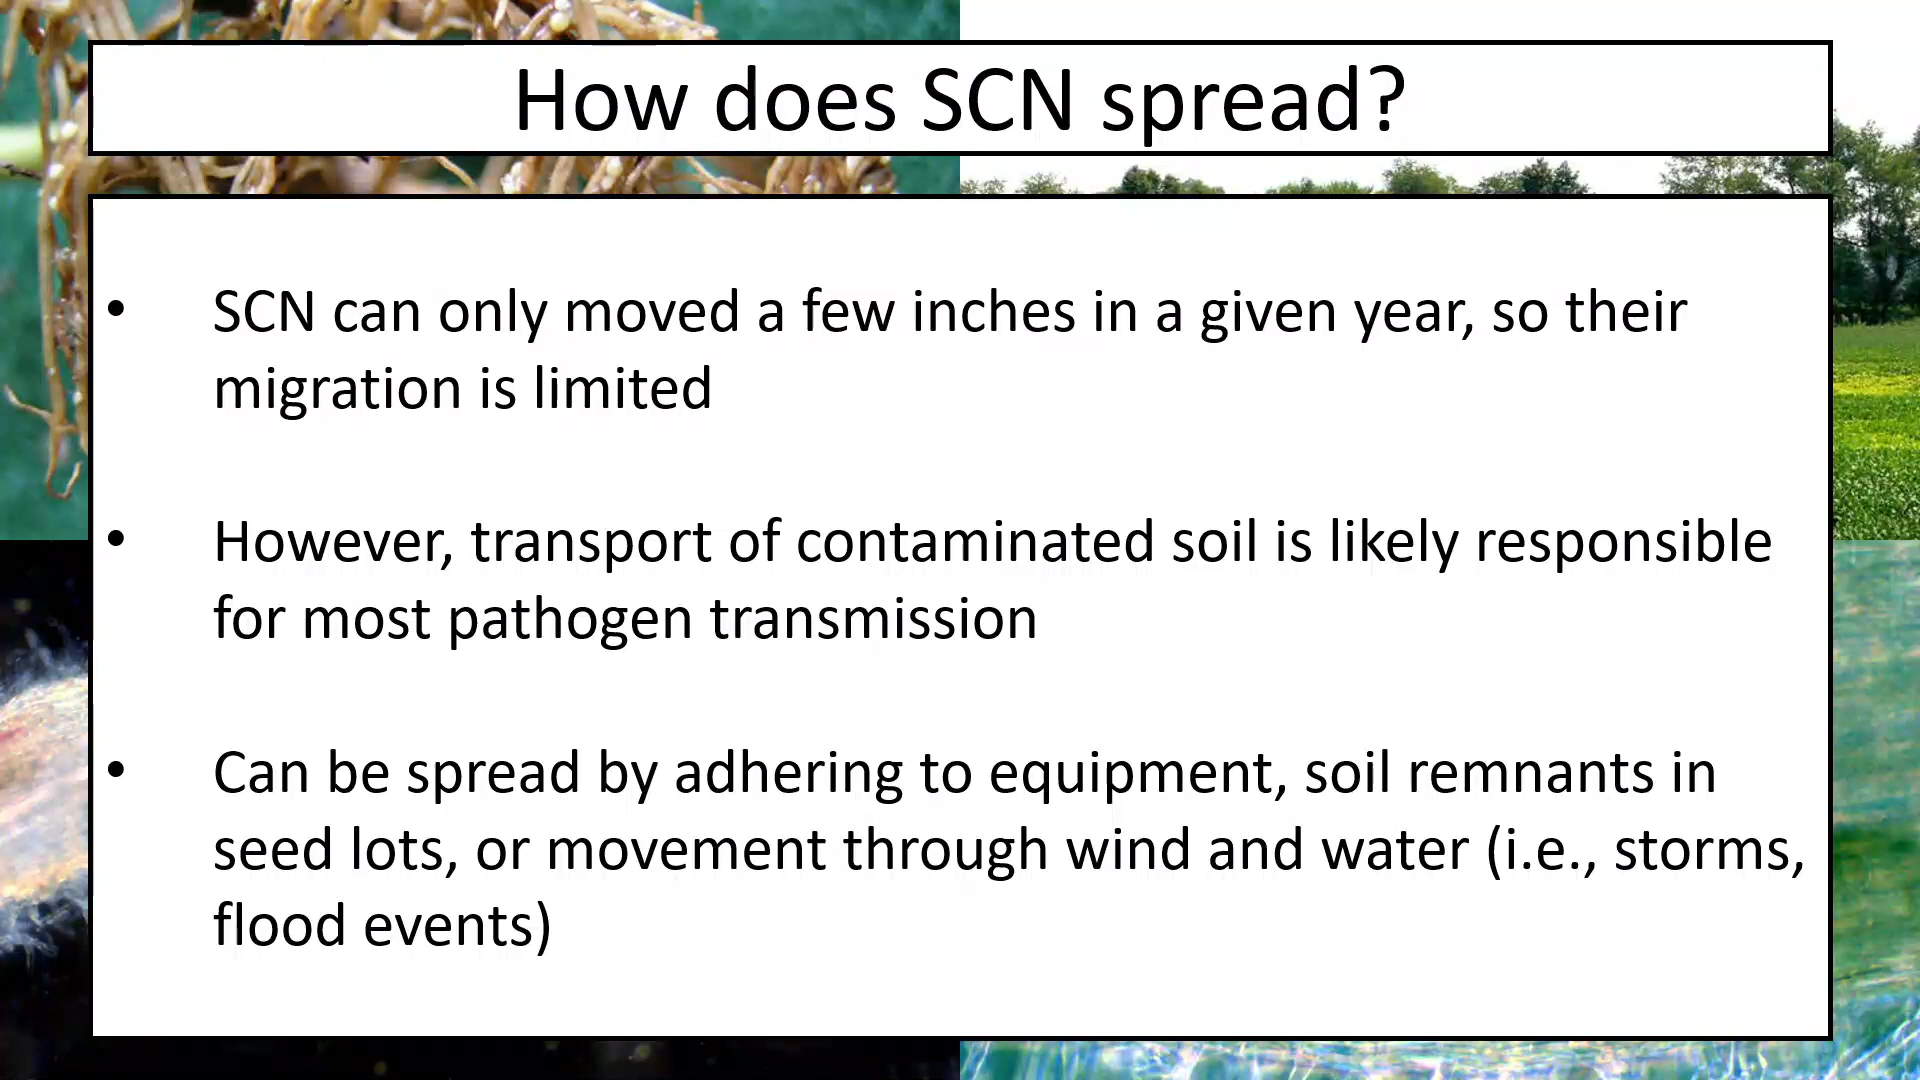 How does SCN spread?
• SCN can only moved a few inches in a given year, so their
migration is limited
• However, transport of contaminated soil is likely responsible
for most pathogen transmission
• Can be spread by adhering to equipment, soil remnants in
seed lots, or movement through wind and water (i.e., storms,
flood events)